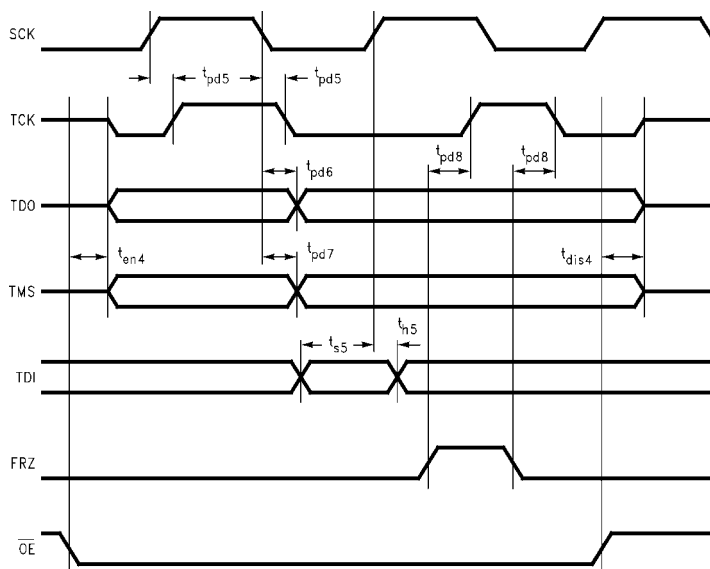 SCK
tpd5
tpd5
TCK
tpd8
tpd8
tpd6
TDO
ten4
tpd7
tdis4
TMS
ts5
th5
TDI
FRZ
OE